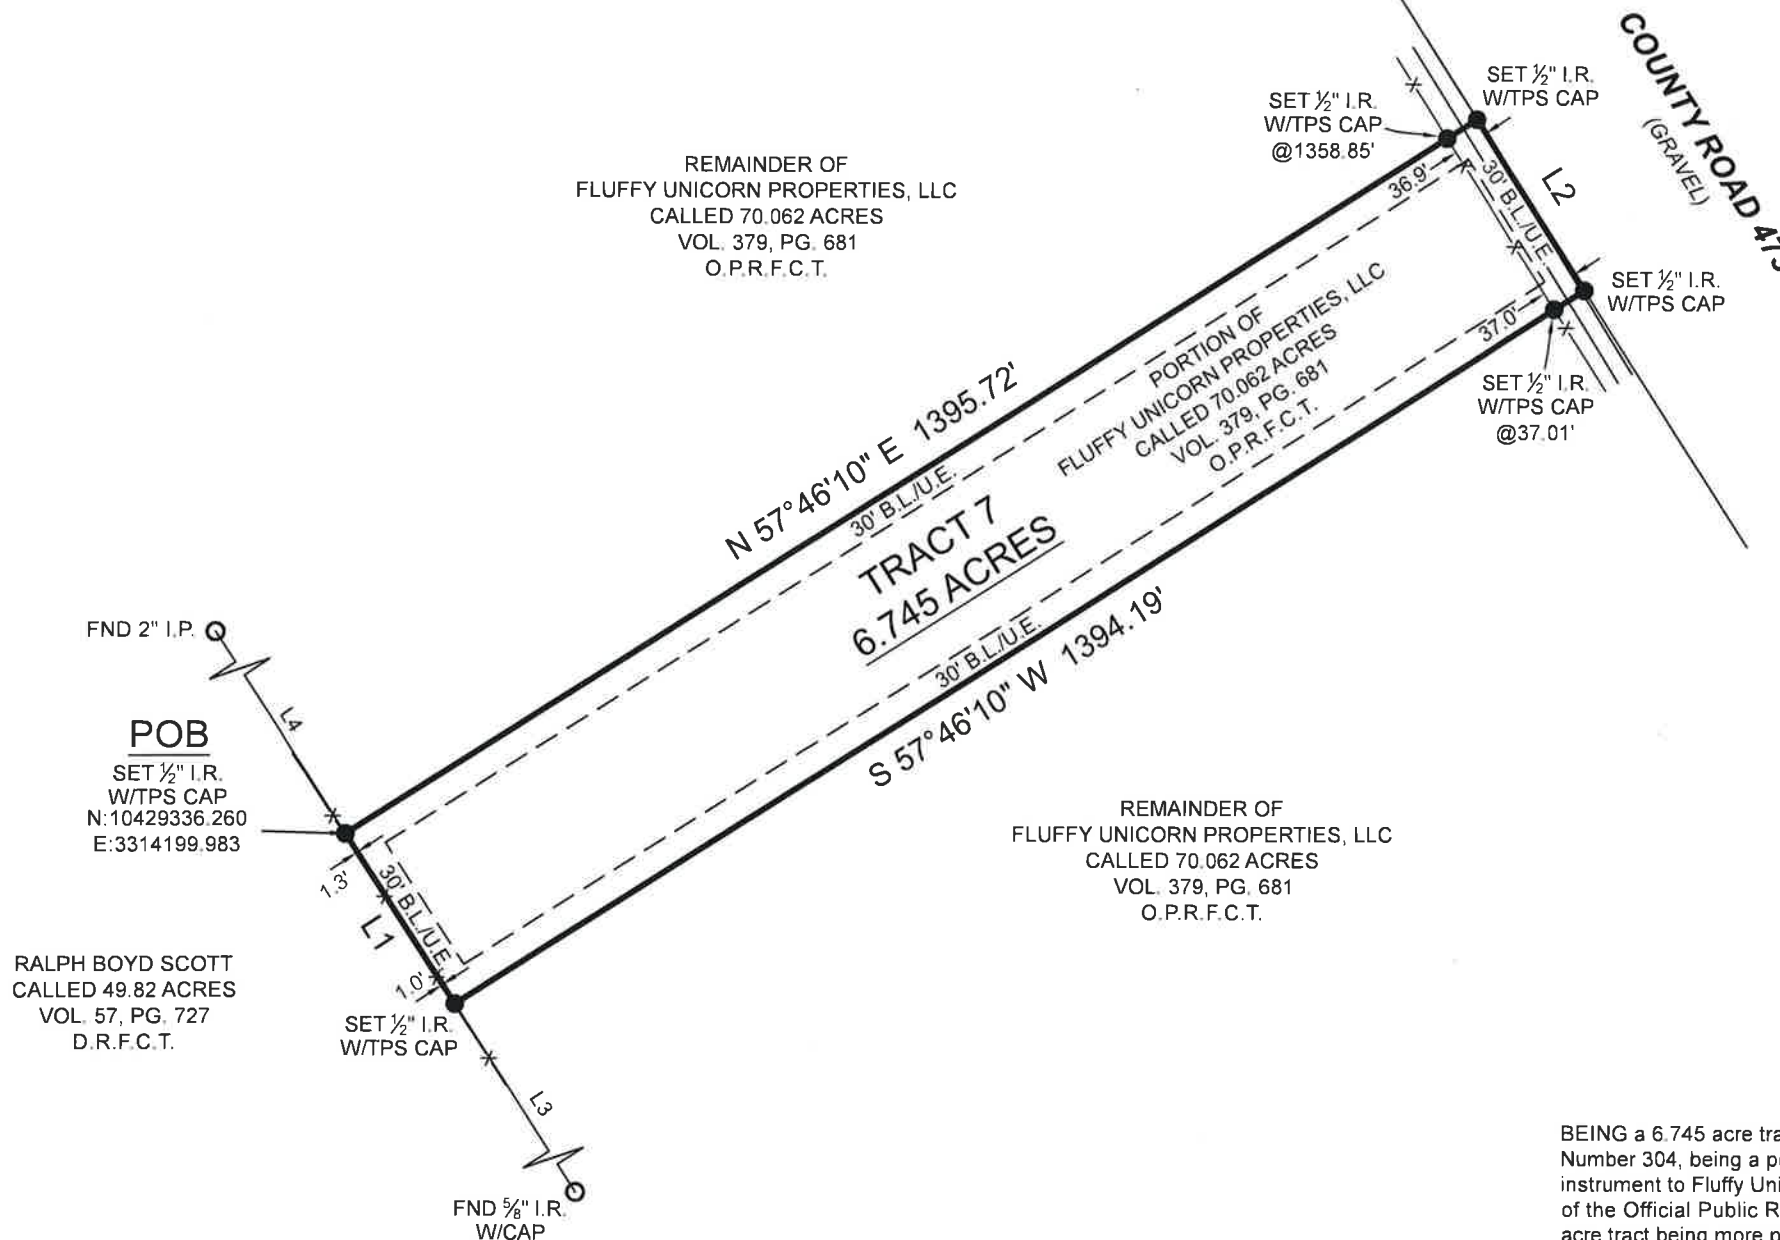 COUNTY ROAD
(GRAVEL)
SET ½" I.R.
W/TPS CAP
SET ½" I.R.
W/TPS CAP
@1358.85'
REMAINDER OF
FLUFFY UNICORN PROPERTIES, LLC
CALLED 70.062 ACRES
VOL. 379, PG. 681
O.P.R.F.C.T.
36.9'
30' B.L./U.E.
L2
SET ½" I.R.
W/TPS CAP
37.0'
SET ½" I.R.
W/TPS CAP
@37.01'
PORTION OF
FLUFFY UNICORN PROPERTIES, LLC
CALLED 70.062 ACRES
VOL. 379, PG. 681
O.P.R.F.C.T.
N 57°46'10" E 1395.72'
30' B.L./U.E.
TRACT 7
6.745 ACRES
30' B.L./U.E.
S 57°46'10" W 1394.19'
FND 2" I.P.
L4
POB
SET ½" I.R.
W/TPS CAP
N:10429336.260
E:3314199.983
1.3'
30' B.L./U.E.
L1
1.0'
RALPH BOYD SCOTT
CALLED 49.82 ACRES
VOL. 57, PG. 727
D.R.F.C.T.
SET ½" I.R.
W/TPS CAP
L3
FND ⅝" I.R.
W/CAP
REMAINDER OF
FLUFFY UNICORN PROPERTIES, LLC
CALLED 70.062 ACRES
VOL. 379, PG. 681
O.P.R.F.C.T.
BEING a 6.745 acre
Number 304, being a
instrument to Fluffy
of the Official Public
acre tract being more